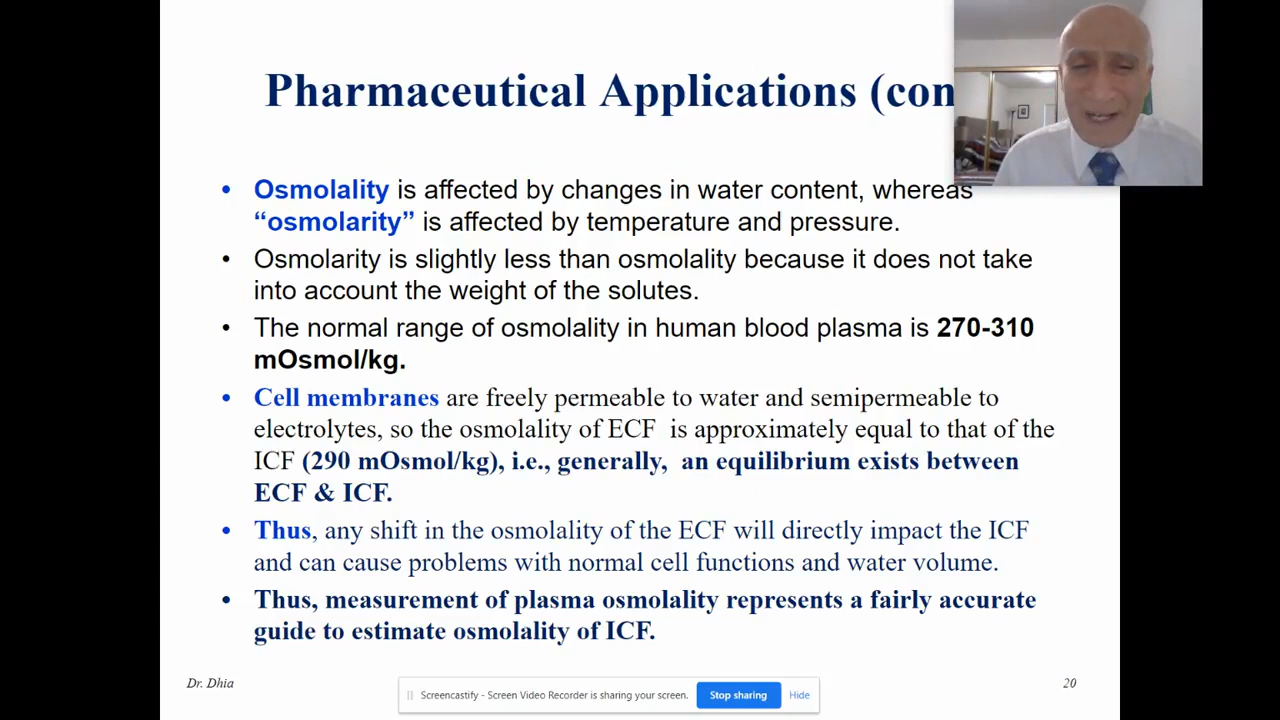 Pharmaceutical Applications (con
• Osmolality is affected by changes in water content, whereas
“osmolarity” is affected by temperature and pressure.
• Osmolarity is slightly less than osmolality because it does not take
into account the weight of the solutes.
• The normal range of osmolality in human blood plasma is 270-310
mOsmol/kg.
• Cell membranes are freely permeable to water and semipermeable to
electrolytes, so the osmolality of ECF is approximately equal to that of the
ICF (290 mOsmol/kg), i.e., generally, an equilibrium exists between
ECF & ICF.
• Thus, any shift in the osmolality of the ECF will directly impact the ICF
and can cause problems with normal cell functions and water volume.
• Thus, measurement of plasma osmolality represents a fairly accurate
guide to estimate osmolality of ICF.
Dr. Dhia
Screencastify - Screen Video Recorder is sharing your screen.
Stop sharing
Hide
20